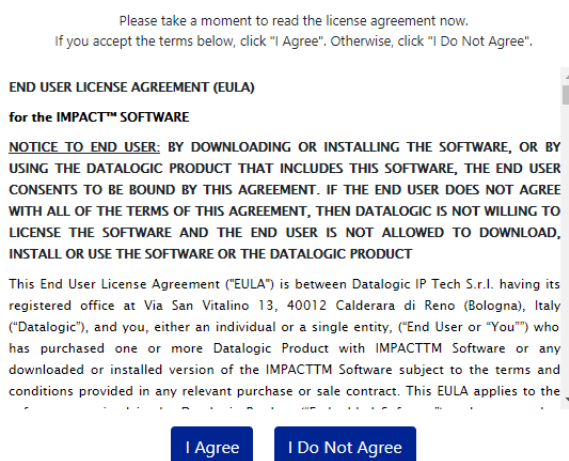 Please take a moment to read the license agreement now.
If you accept the terms below, click "I Agree". Otherwise, click "I Do Not Agree".
END USER LICENSE AGREEMENT (EULA)
for the IMPACT™ SOFTWARE
NOTICE TO END USER: BY DOWNLOADING OR INSTALLING THE SOFTWARE, OR BY
USING THE DATALOGIC PRODUCT THAT INCLUDES THIS SOFTWARE, THE END USER
CONSENTS TO BE BOUND BY THIS AGREEMENT. IF THE END USER DOES NOT AGREE
WITH ALL OF THE TERMS OF THIS AGREEMENT, THEN DATALOGIC IS NOT WILLING TO
LICENSE THE SOFTWARE AND THE END USER IS NOT ALLOWED TO DOWNLOAD,
INSTALL OR USE THE SOFTWARE OR THE DATALOGIC PRODUCT
This End User License Agreement ("EULA") is between Datalogic IP Tech S.r.l. having its
registered office at Via San Vitalino 13, 40012 Calderara di Reno (Bologna), Italy
(“Datalogic”), and you, either an individual or a single entity, (“End User or “You””) who
has purchased one or more Datalogic Product with IMPACTTM Software or any
downloaded or installed version of the IMPACTTM Software subject to the terms and
conditions provided in any relevant purchase or sale contract. This EULA applies to the
I Agree
I Do Not Agree